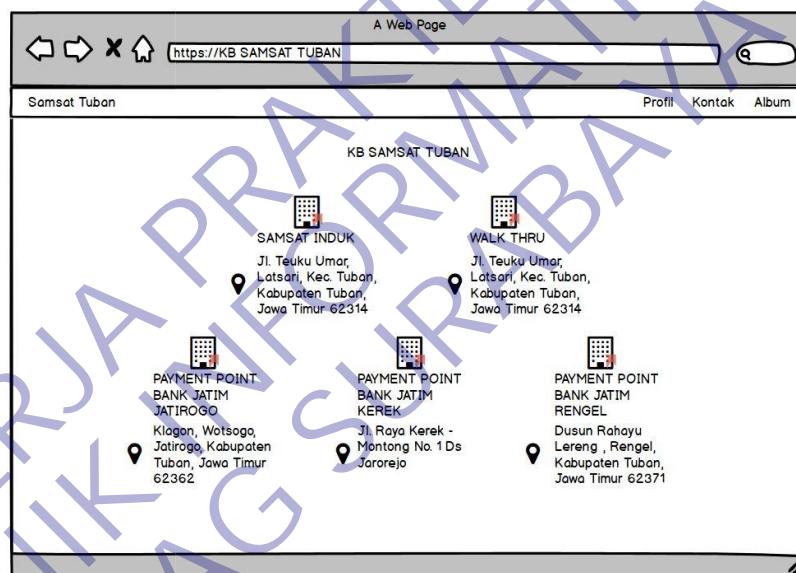 A Web Page
https://KB SAMSAT TUBAN
Samsat Tuban
Profil Kontak Album
KB SAMSAT TUBAN
SAMSAT INDUK
Jl. Teuku Umar,
Latsari, Kec. Tuban,
Kabupaten Tuban,
Jawa Timur 62314
WALK THRU
Jl. Teuku Umar,
Latsari, Kec. Tuban,
Kabupaten Tuban,
Jawa Timur 62314
PAYMENT POINT
BANK JATIM
JATIROGO
Klagon, Wotsogo,
Jatirogo, Kabupaten
Tuban, Jawa Timur
62362
PAYMENT POINT
BANK JATIM
KEREK
Jl. Raya Kerek -
Montong No. 1 Ds
Jarorejo
PAYMENT POINT
BANK JATIM
RENGEL
Dusun Rahayu
Lereng , Rengel,
Kabupaten Tuban,
Jawa Timur 62371